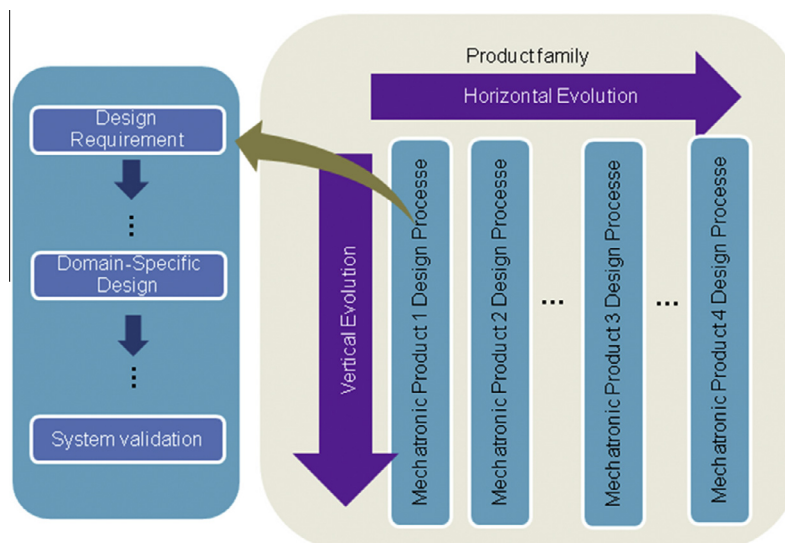 Design
Requirement
...
Domain-Specific
Design
...
System validation
Product family
Horizontal Evolution
Vertical Evolution
Mechatronic Product 1 Design Processe
Mechatronic Product 2 Design Processe
...
Mechatronic Product 3 Design Processe
...
Mechatronic Product 4 Design Processe